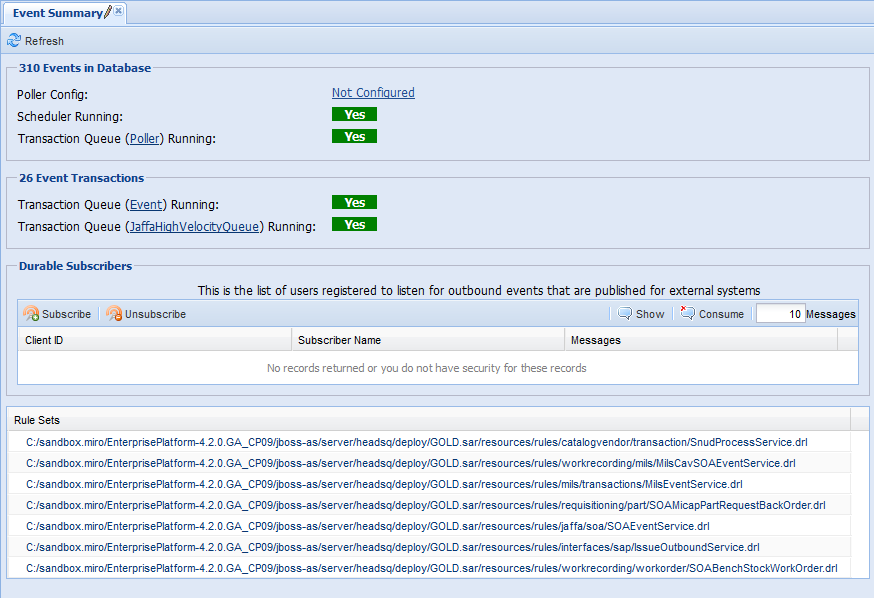 Event Summary
Refresh
310 Events in Database
Poller Config: Not Configured
Scheduler Running: Yes
Transaction Queue (Poller) Running: Yes
26 Event Transactions
Transaction Queue (Event) Running: Yes
Transaction Queue (JaffaHighVelocityQueue) Running: Yes
Durable Subscribers
This is the list of users registered to listen for outbound events that are published for external systems
Subscribe Unsubscribe Show Consume 10 Messages
Client ID Subscriber Name Messages
No records returned or you do not have security for these records
Rule Sets
C:/sandbox.miro/EnterprisePlatform-4.2.0.GA_CP09/jboss-as/server/headsq/deploy/GOLD.sar/resources/rules/catalogvendor/transaction/SnudProcessService.drl
C:/sandbox.miro/EnterprisePlatform-4.2.0.GA_CP09/jboss-as/server/headsq/deploy/GOLD.sar/resources/rules/workrecording/mils/MilsCavSOAEventService.drl
C:/sandbox.miro/EnterprisePlatform-4.2.0.GA_CP09/jboss-as/server/headsq/deploy/GOLD.sar/resources/rules/mils/transactions/MilsEventService.drl
C:/sandbox.miro/EnterprisePlatform-4.2.0.GA_CP09/jboss-as/server/headsq/deploy/GOLD.sar/resources/rules/requisitioning/part/SOAMicapPartRequestBackOrder.drl
C:/sandbox.miro/EnterprisePlatform-4.2.0.GA_CP09/jboss-as/server/headsq/deploy/GOLD.sar/resources/rules/jaffa/soa/SOAEventService.drl
C:/sandbox.miro/EnterprisePlatform-4.2.0.GA_CP09/jboss-as/server/headsq/deploy/GOLD.sar/resources/rules/interfaces/sap/IssueOutboundService.drl
C:/sandbox.miro/EnterprisePlatform-4.2.0.GA_CP09/jboss-as/server/headsq/deploy/GOLD.sar/resources/rules/workrecording/workorder/SOABenchStockWorkOrder.drl